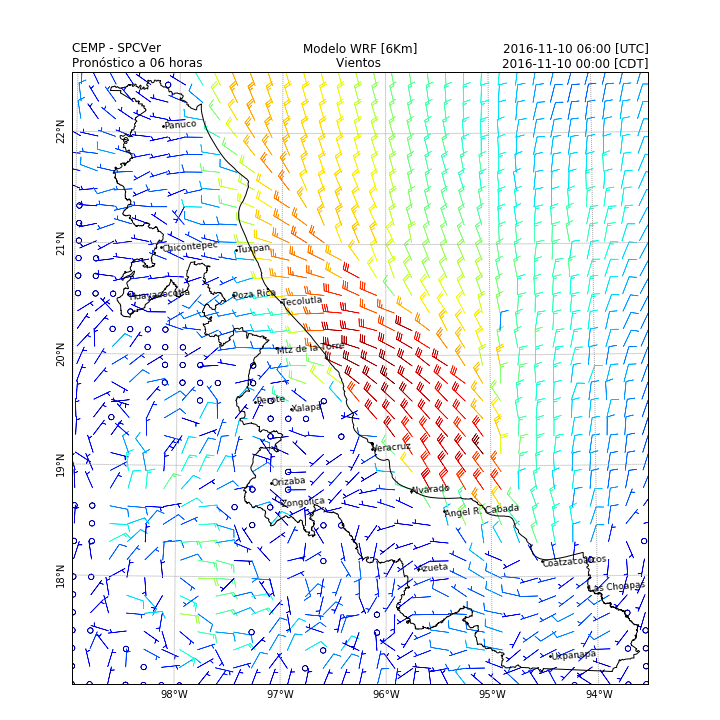 CEMP - SPCVer Modelo WRF [6Km] 2016-11-10 06:00 [UTC]
Pronóstico a 06 horas Vientos 2016-11-10 00:00 [CDT]
22°N
Panuco
21°N
Chicontepec
Tuxpan
Huayacocotla
Poza Rica
Tecolutla
20°N
Mtz de la Torre
Perote
Xalapa
Veracruz
19°N
Orizaba
Alvarado
Zongolica
Angel R. Cabada
18°N
Azueta
Coatzacoalcos
Las Choapas
Uxpanapa
98°W 97°W 96°W 95°W 94°W